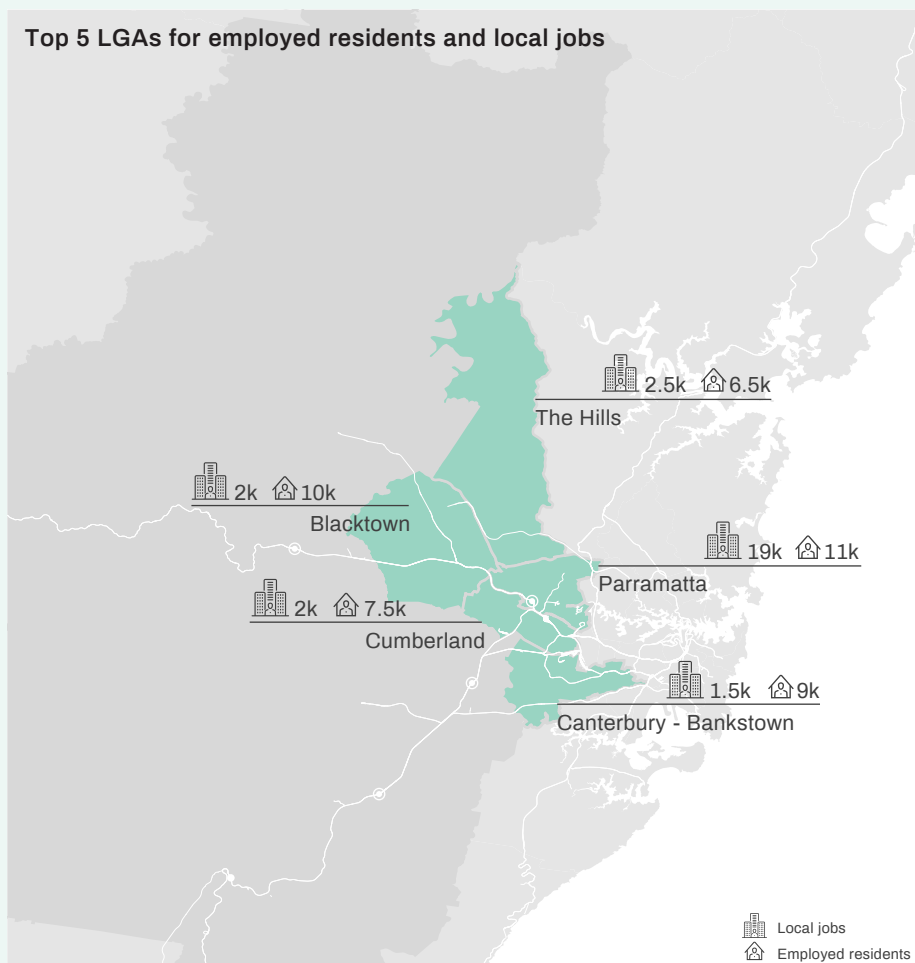 Top 5 LGAs for employed residents and local jobs
2.5k 6.5k
The Hills
2k 10k
Blacktown
19k 11k
Parramatta
2k 7.5k
Cumberland
1.5k 9k
Canterbury - Bankstown
Local jobs
Employed residents